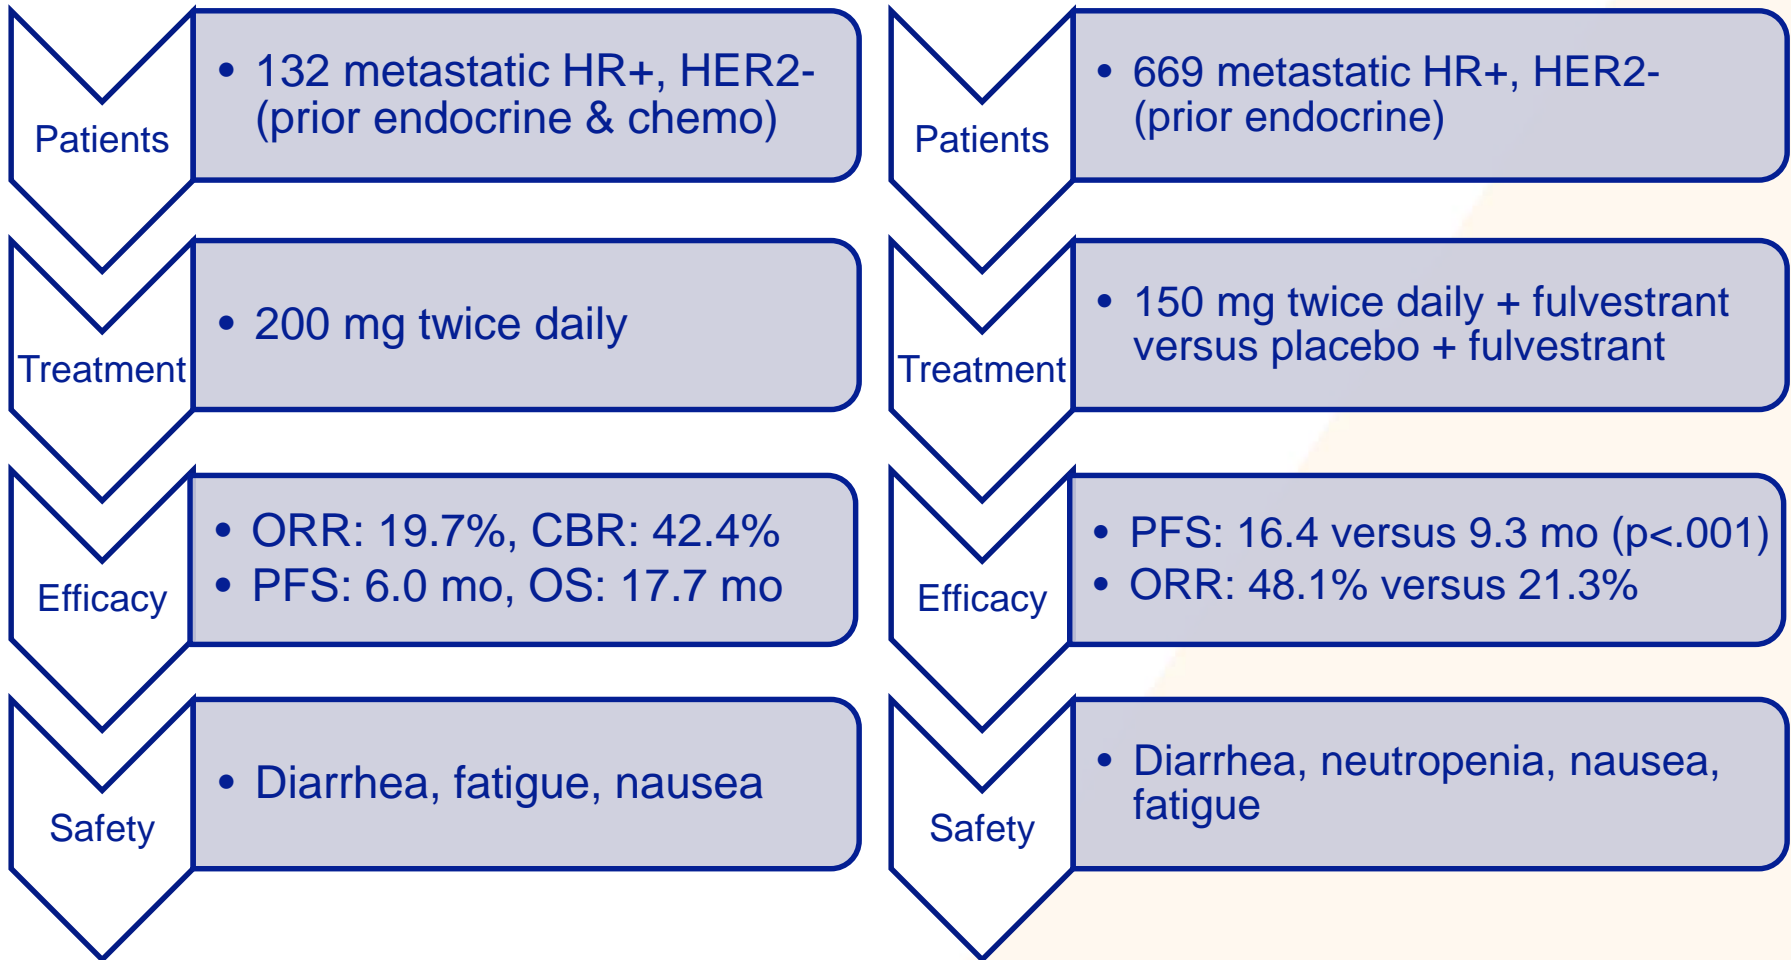 Patients
• 132 metastatic HR+, HER2-
(prior endocrine & chemo)
Treatment
• 200 mg twice daily
Efficacy
• ORR: 19.7%, CBR: 42.4%
• PFS: 6.0 mo, OS: 17.7 mo
Safety
• Diarrhea, fatigue, nausea
Patients
• 669 metastatic HR+, HER2-
(prior endocrine)
Treatment
• 150 mg twice daily + fulvestrant
versus placebo + fulvestrant
Efficacy
• PFS: 16.4 versus 9.3 mo (p<.001)
• ORR: 48.1% versus 21.3%
Safety
• Diarrhea, neutropenia, nausea,
fatigue